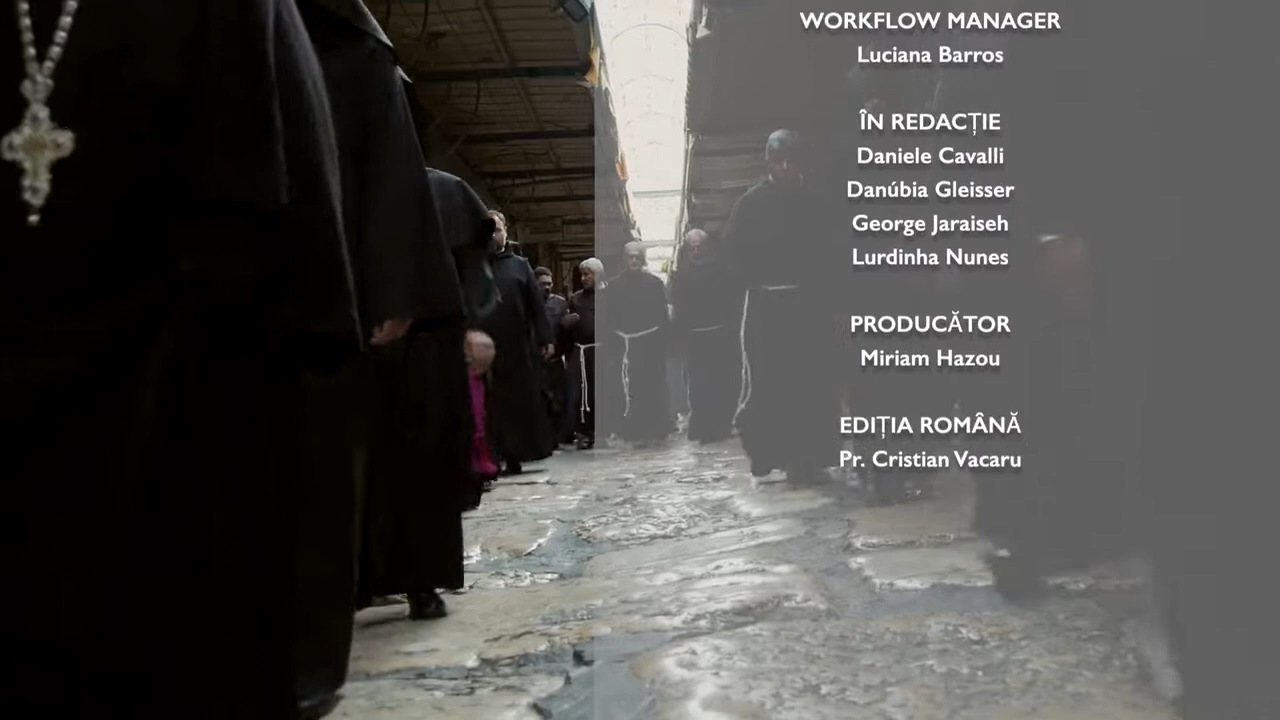 WORKFLOW MANAGER
Luciana Barros
ÎN REDACȚIE
Daniele Cavalli
Danúbia Gleisser
George Jaraiseh
Lurdinha Nunes
PRODUCĂTOR
Miriam Hazou
EDIȚIA ROMÂNĂ
Pr. Cristian Vacaru